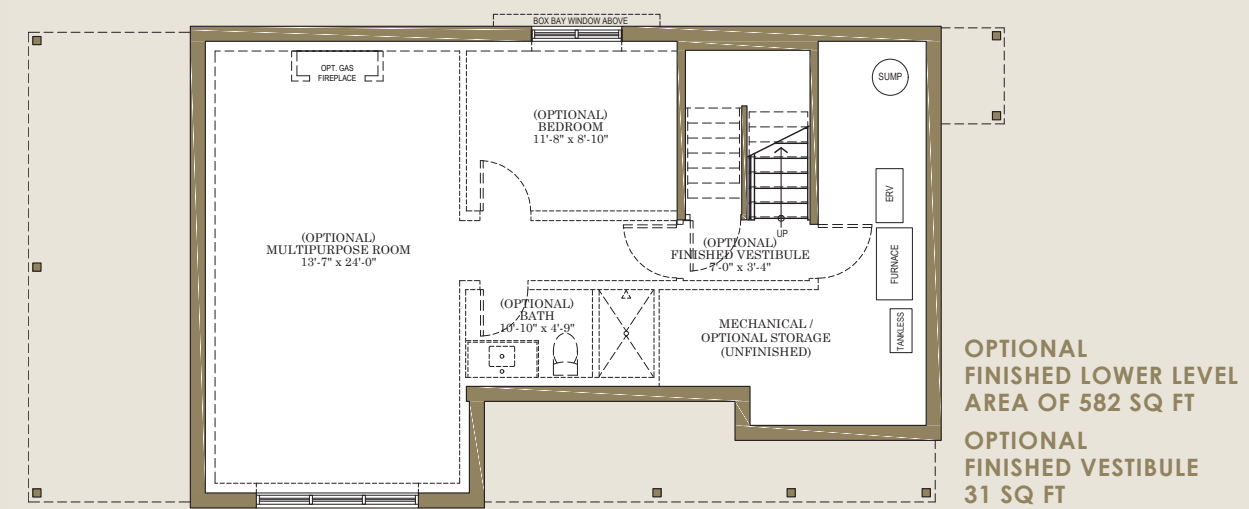 BOX BAY WINDOW ABOVE
OPT. GAS
FIREPLACE
SUMP
(OPTIONAL)
BEDROOM
11'-8" x 8'-10"
ERV
UP
(OPTIONAL)
MULTIPURPOSE ROOM
13'-7" x 24'-0"
(OPTIONAL)
FINISHED VESTIBULE
7'-0" x 3'-4"
FURNACE
(OPTIONAL)
BATH
10'-10" x 4'-9"
MECHANICAL /
OPTIONAL STORAGE
(UNFINISHED)
TANKLESS
OPTIONAL
FINISHED LOWER LEVEL
AREA OF 582 SQ FT
OPTIONAL
FINISHED VESTIBULE
31 SQ FT